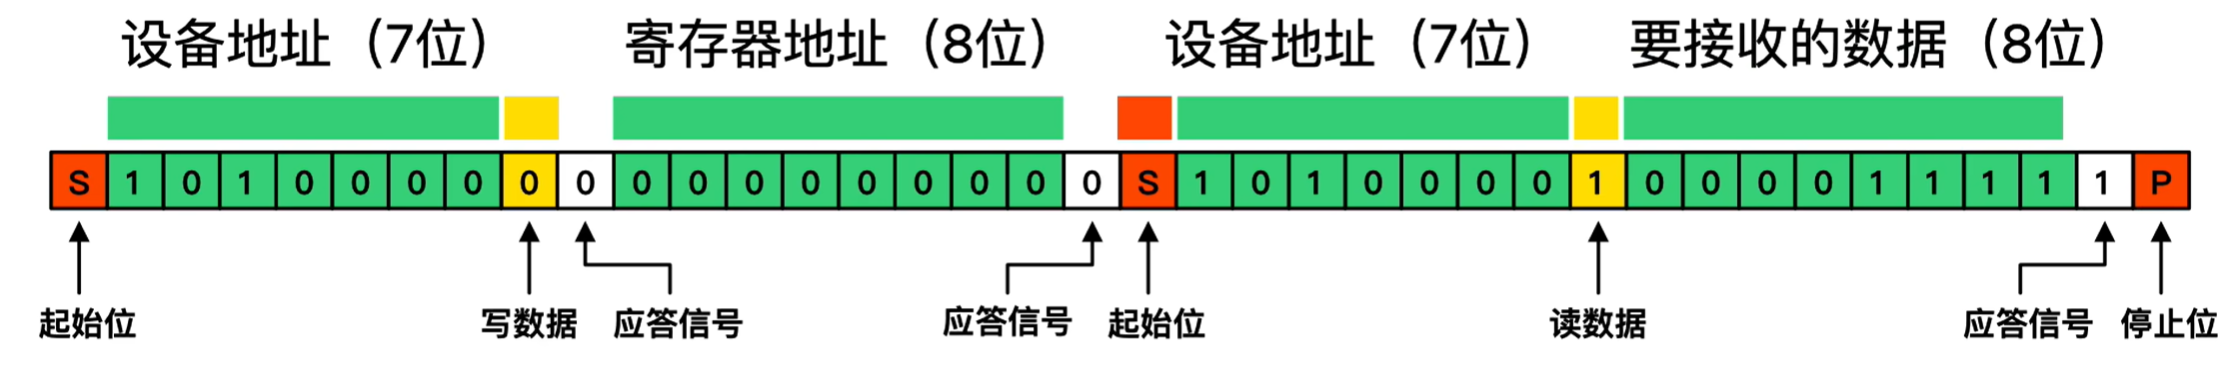 设备地址（7位） 寄存器地址（8位） 设备地址（7位） 要接收的数据（8位）
S 1 0 1 0 0 0 0 0 0 0 0 0 0 0 0 0 0 0 S 1 0 1 0 0 0 0 1 0 0 0 0 1 1 1 1 1 P
起始位 写数据 应答信号 应答信号 起始位 读数据 应答信号 停止位